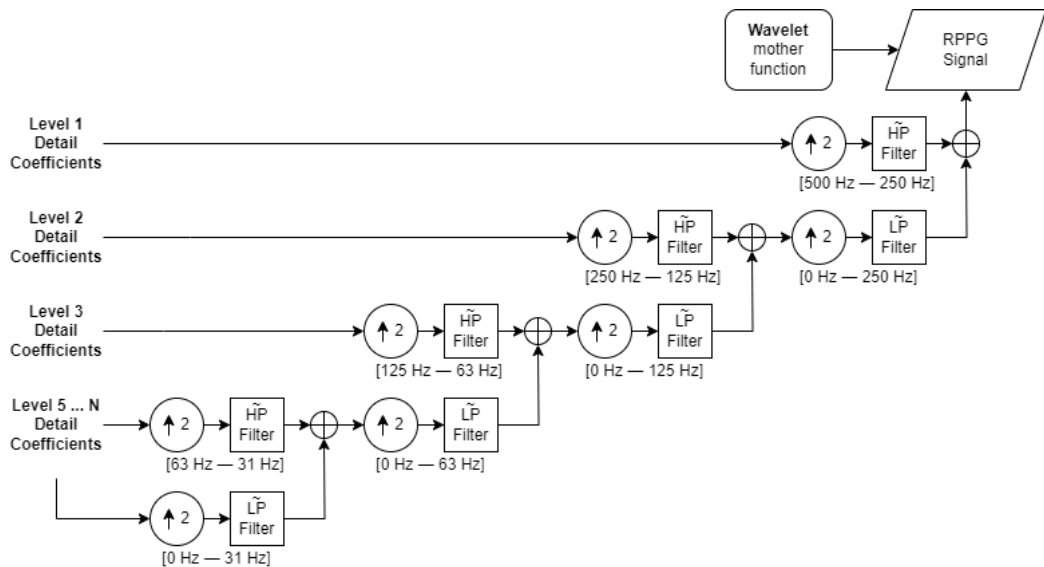 Wavelet
mother
function
RPPG
Signal
Level 1
Detail
Coefficients
↑ 2
H̃P
Filter
[500 Hz — 250 Hz]
Level 2
Detail
Coefficients
↑ 2
H̃P
Filter
[250 Hz — 125 Hz]
↑ 2
L̃P
Filter
[0 Hz — 250 Hz]
Level 3
Detail
Coefficients
↑ 2
H̃P
Filter
[125 Hz — 63 Hz]
↑ 2
L̃P
Filter
[0 Hz — 125 Hz]
Level 5 ... N
Detail
Coefficients
↑ 2
H̃P
Filter
[63 Hz — 31 Hz]
↑ 2
L̃P
Filter
[0 Hz — 63 Hz]
↑ 2
L̃P
Filter
[0 Hz — 31 Hz]